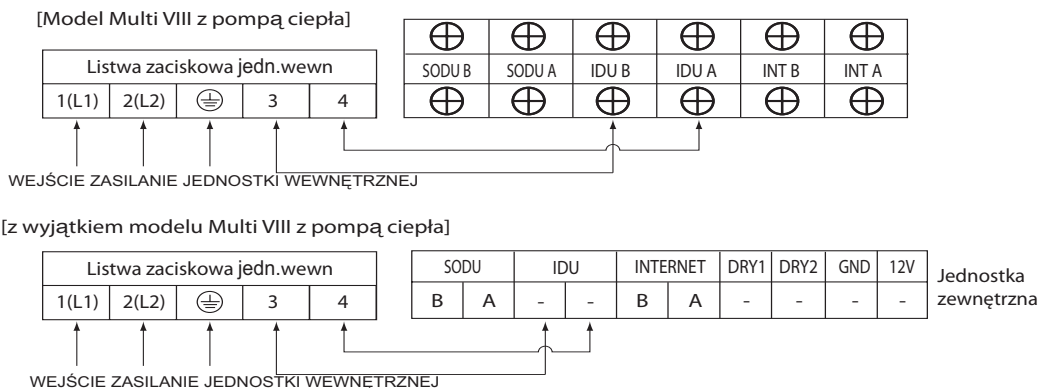 [Model Multi VIII z pompą ciepła]
Listwa zaciskowa jedn.wewn
1(L1) 2(L2) 3 4
SODU B SODU A IDU B IDU A INT B INT A
WEJŚCIE ZASILANIE JEDNOSTKI WEWNĘTRZNEJ
[z wyjątkiem modelu Multi VIII z pompą ciepła]
Listwa zaciskowa jedn.wewn
1(L1) 2(L2) 3 4
SODU IDU INTERNET DRY1 DRY2 GND 12V
B A - - B A - - - -
Jednostka
zewnętrzna
WEJŚCIE ZASILANIE JEDNOSTKI WEWNĘTRZNEJ